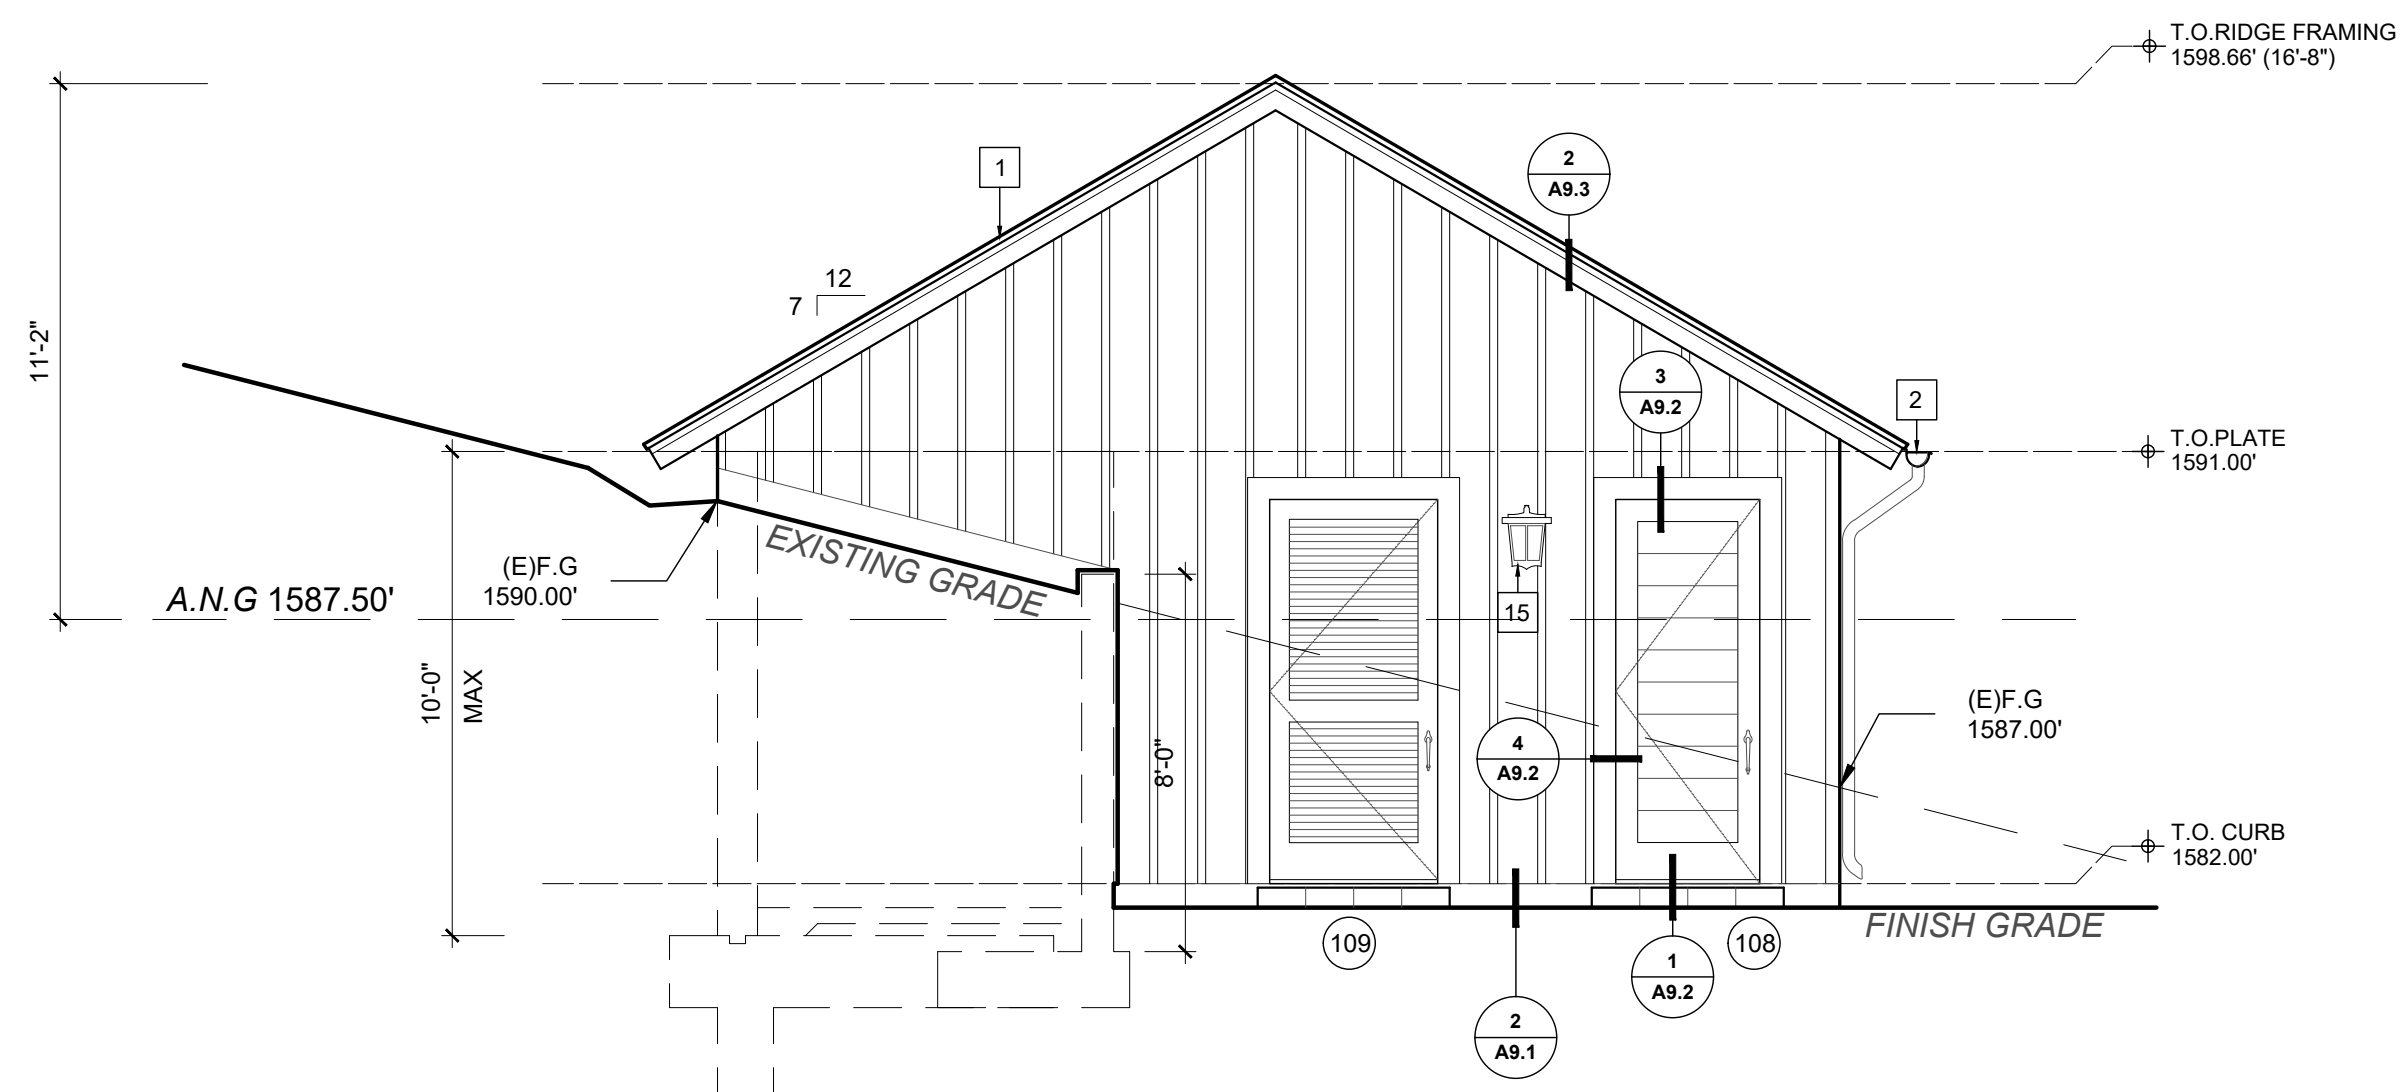 T.O.RIDGE FRAMING
1598.66' (16'-8")
1
2
A9.3
12
7
11'-2"
3
A9.2
2
T.O.PLATE
1591.00'
EXISTING GRADE
(E)F.G
1590.00'
A.N.G 1587.50'
15
10'-0"
MAX
8'-0"
4
A9.2
(E)F.G
1587.00'
T.O. CURB
1582.00'
FINISH GRADE
109
108
1
A9.2
2
A9.1